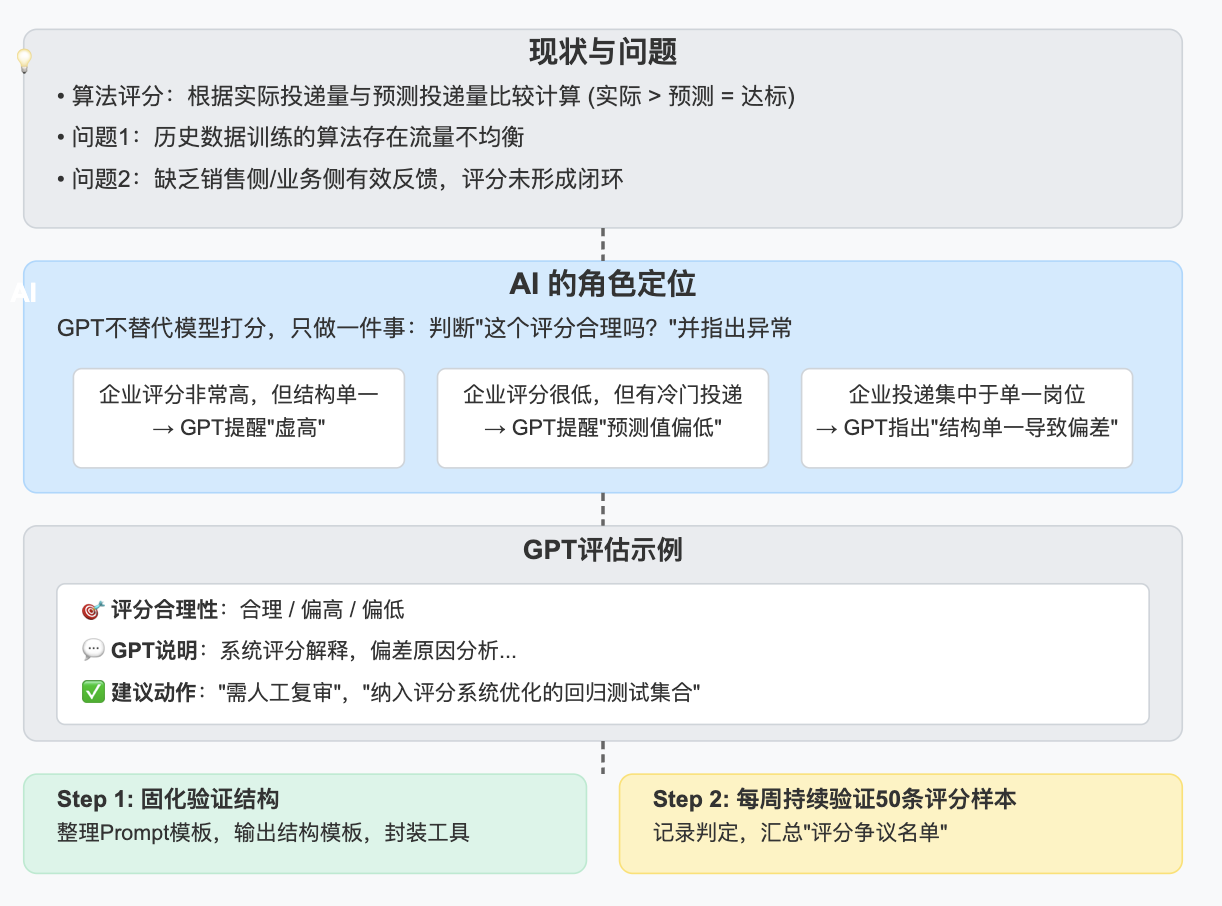 现状与问题
• 算法评分：根据实际投递量与预测投递量比较计算 (实际 > 预测 = 达标)
• 问题1：历史数据训练的算法存在流量不均衡
• 问题2：缺乏销售侧/业务侧有效反馈，评分未形成闭环
AI
AI 的角色定位
GPT不替代模型打分，只做一件事：判断"这个评分合理吗？"并指出异常
企业评分非常高，但结构单一
→ GPT提醒"虚高"
企业评分很低，但有冷门投递
→ GPT提醒"预测值偏低"
企业投递集中于单一岗位
→ GPT指出"结构单一导致偏差"
GPT评估示例
🎯 评分合理性：合理 / 偏高 / 偏低
💬 GPT说明：系统评分解释，偏差原因分析...
✅ 建议动作："需人工复审"，"纳入评分系统优化的回归测试集合"
Step 1: 固化验证结构
整理Prompt模板，输出结构模板，封装工具
Step 2: 每周持续验证50条评分样本
记录判定，汇总"评分争议名单"